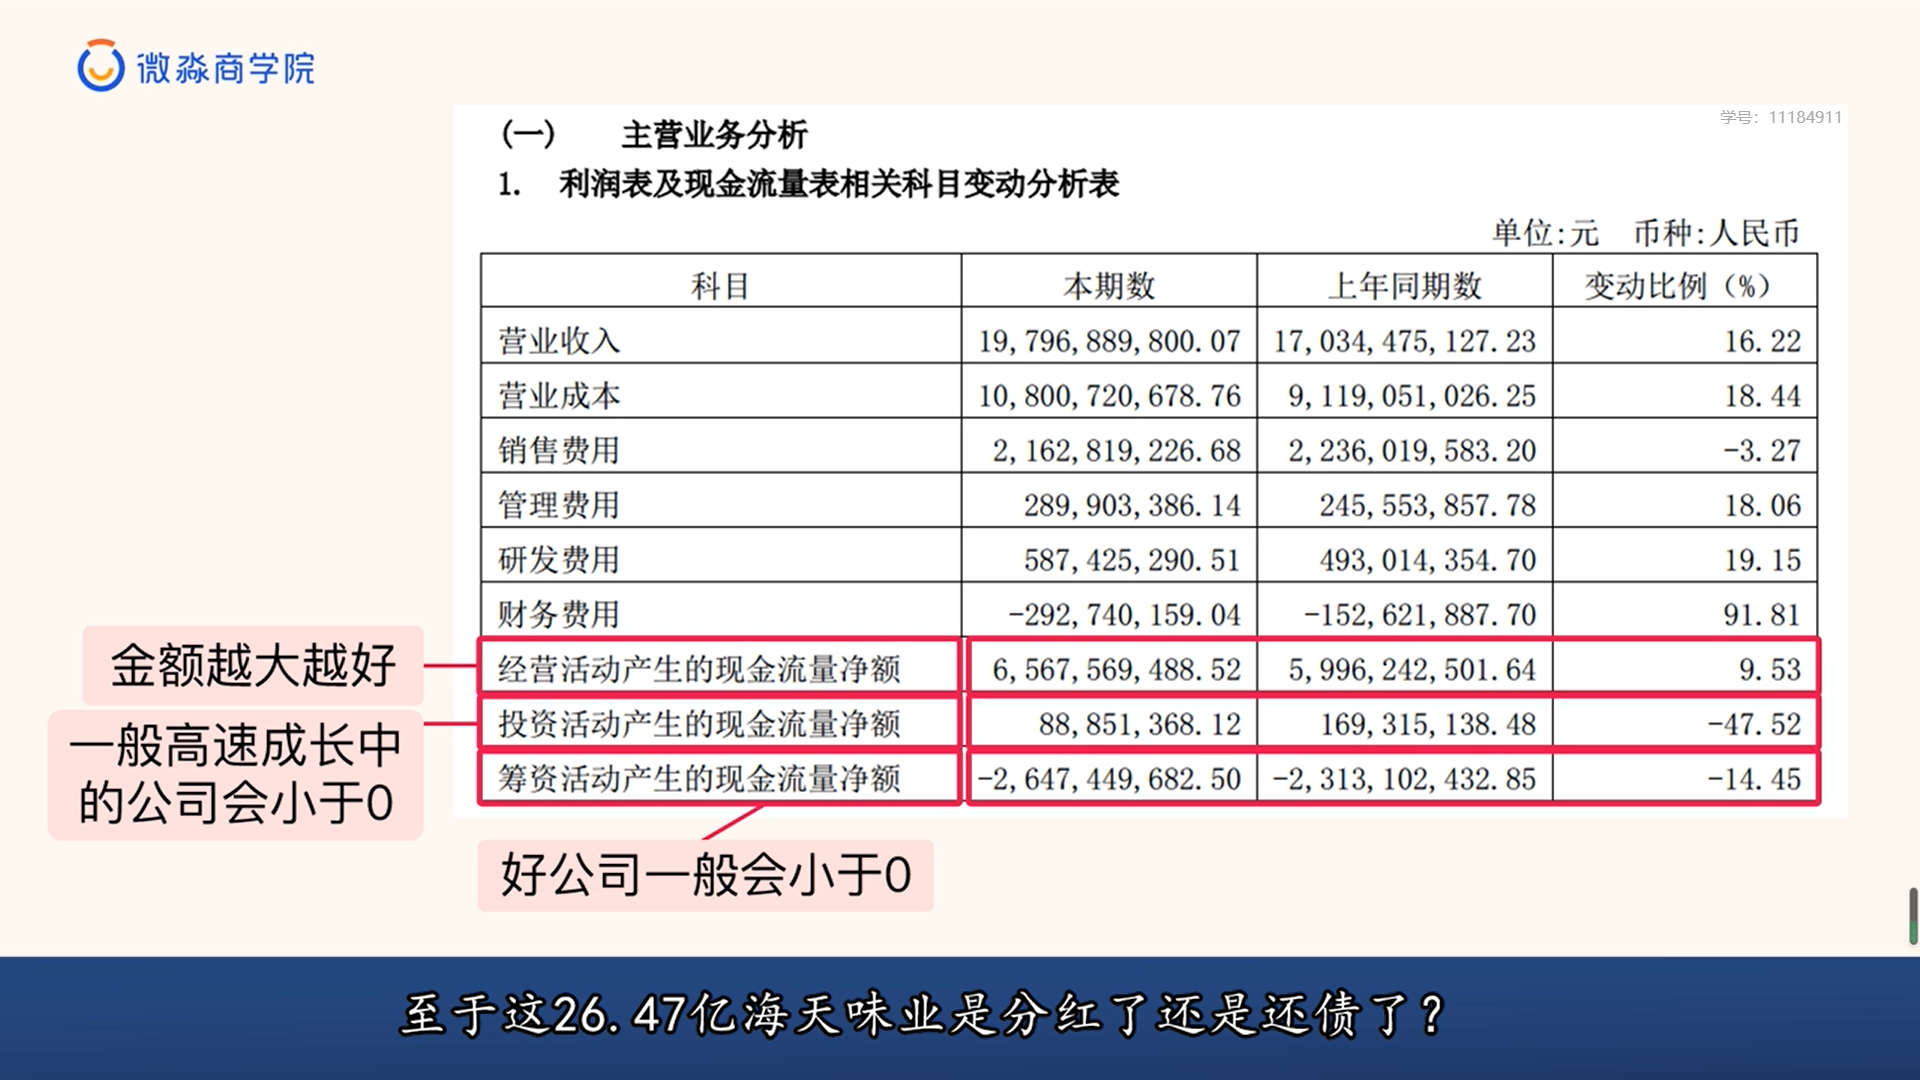 微淼商学院
学号：11184911
(一) 主营业务分析
1. 利润表及现金流量表相关科目变动分析表
单位:元 币种:人民币
科目 本期数 上年同期数 变动比例（%）
营业收入 19,796,889,800.07 17,034,475,127.23 16.22
营业成本 10,800,720,678.76 9,119,051,026.25 18.44
销售费用 2,162,819,226.68 2,236,019,583.20 -3.27
管理费用 289,903,386.14 245,553,857.78 18.06
研发费用 587,425,290.51 493,014,354.70 19.15
财务费用 -292,740,159.04 -152,621,887.70 91.81
经营活动产生的现金流量净额 6,567,569,488.52 5,996,242,501.64 9.53
投资活动产生的现金流量净额 88,851,368.12 169,315,138.48 -47.52
筹资活动产生的现金流量净额 -2,647,449,682.50 -2,313,102,432.85 -14.45
金额越大越好
一般高速成长中
的公司会小于0
好公司一般会小于0
至于这26.47亿海天味业是分红了还是还债了？